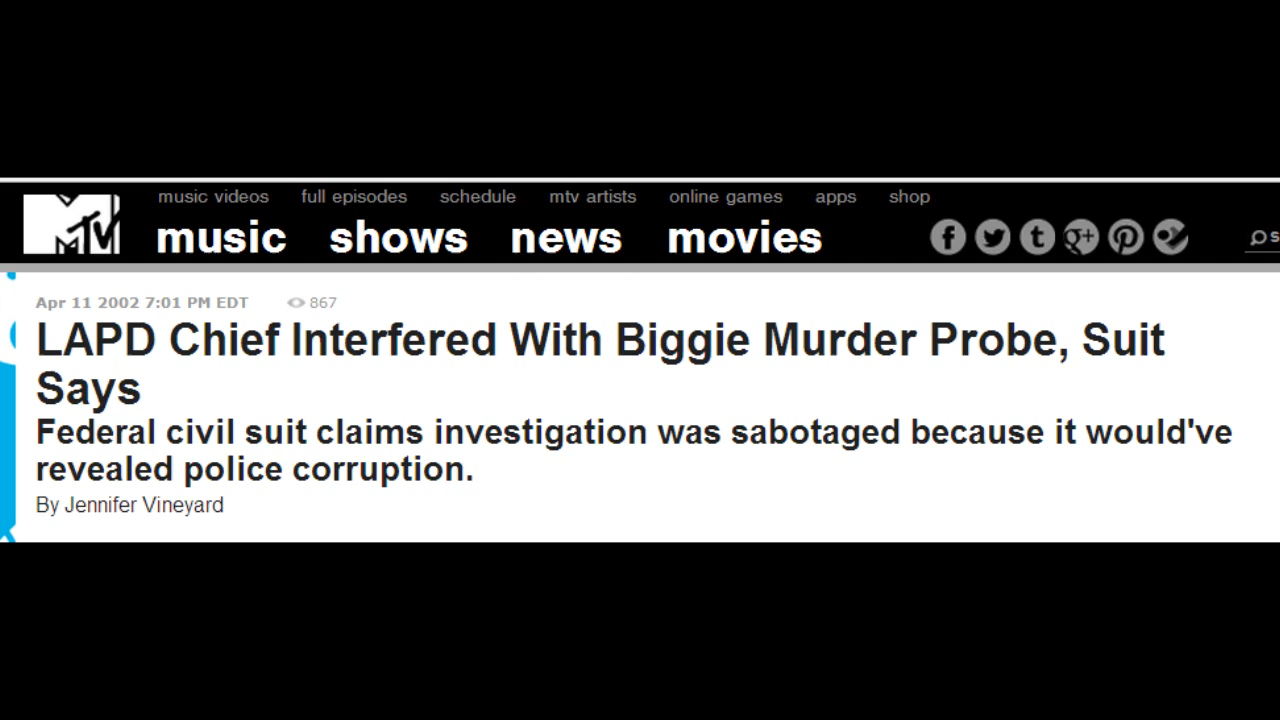 music videos full episodes schedule mtv artists online games apps shop
MTV
music shows news movies
Apr 11 2002 7:01 PM EDT 867
LAPD Chief Interfered With Biggie Murder Probe, Suit
Says
Federal civil suit claims investigation was sabotaged because it would've
revealed police corruption.
By Jennifer Vineyard